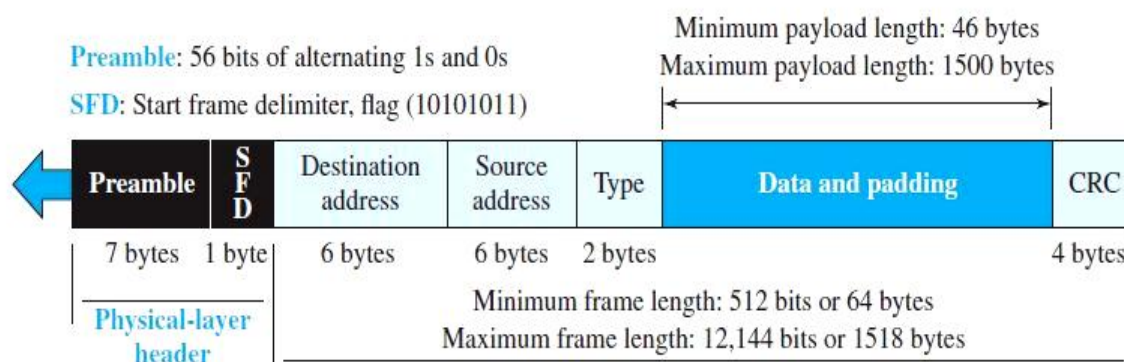 Preamble: 56 bits of alternating 1s and 0s
SFD: Start frame delimiter, flag (10101011)
Minimum payload length: 46 bytes
Maximum payload length: 1500 bytes
Preamble
S
F
D
Destination
address
Source
address
Type
Data and padding
CRC
7 bytes
1 byte
6 bytes
6 bytes
2 bytes
4 bytes
Physical-layer
header
Minimum frame length: 512 bits or 64 bytes
Maximum frame length: 12,144 bits or 1518 bytes